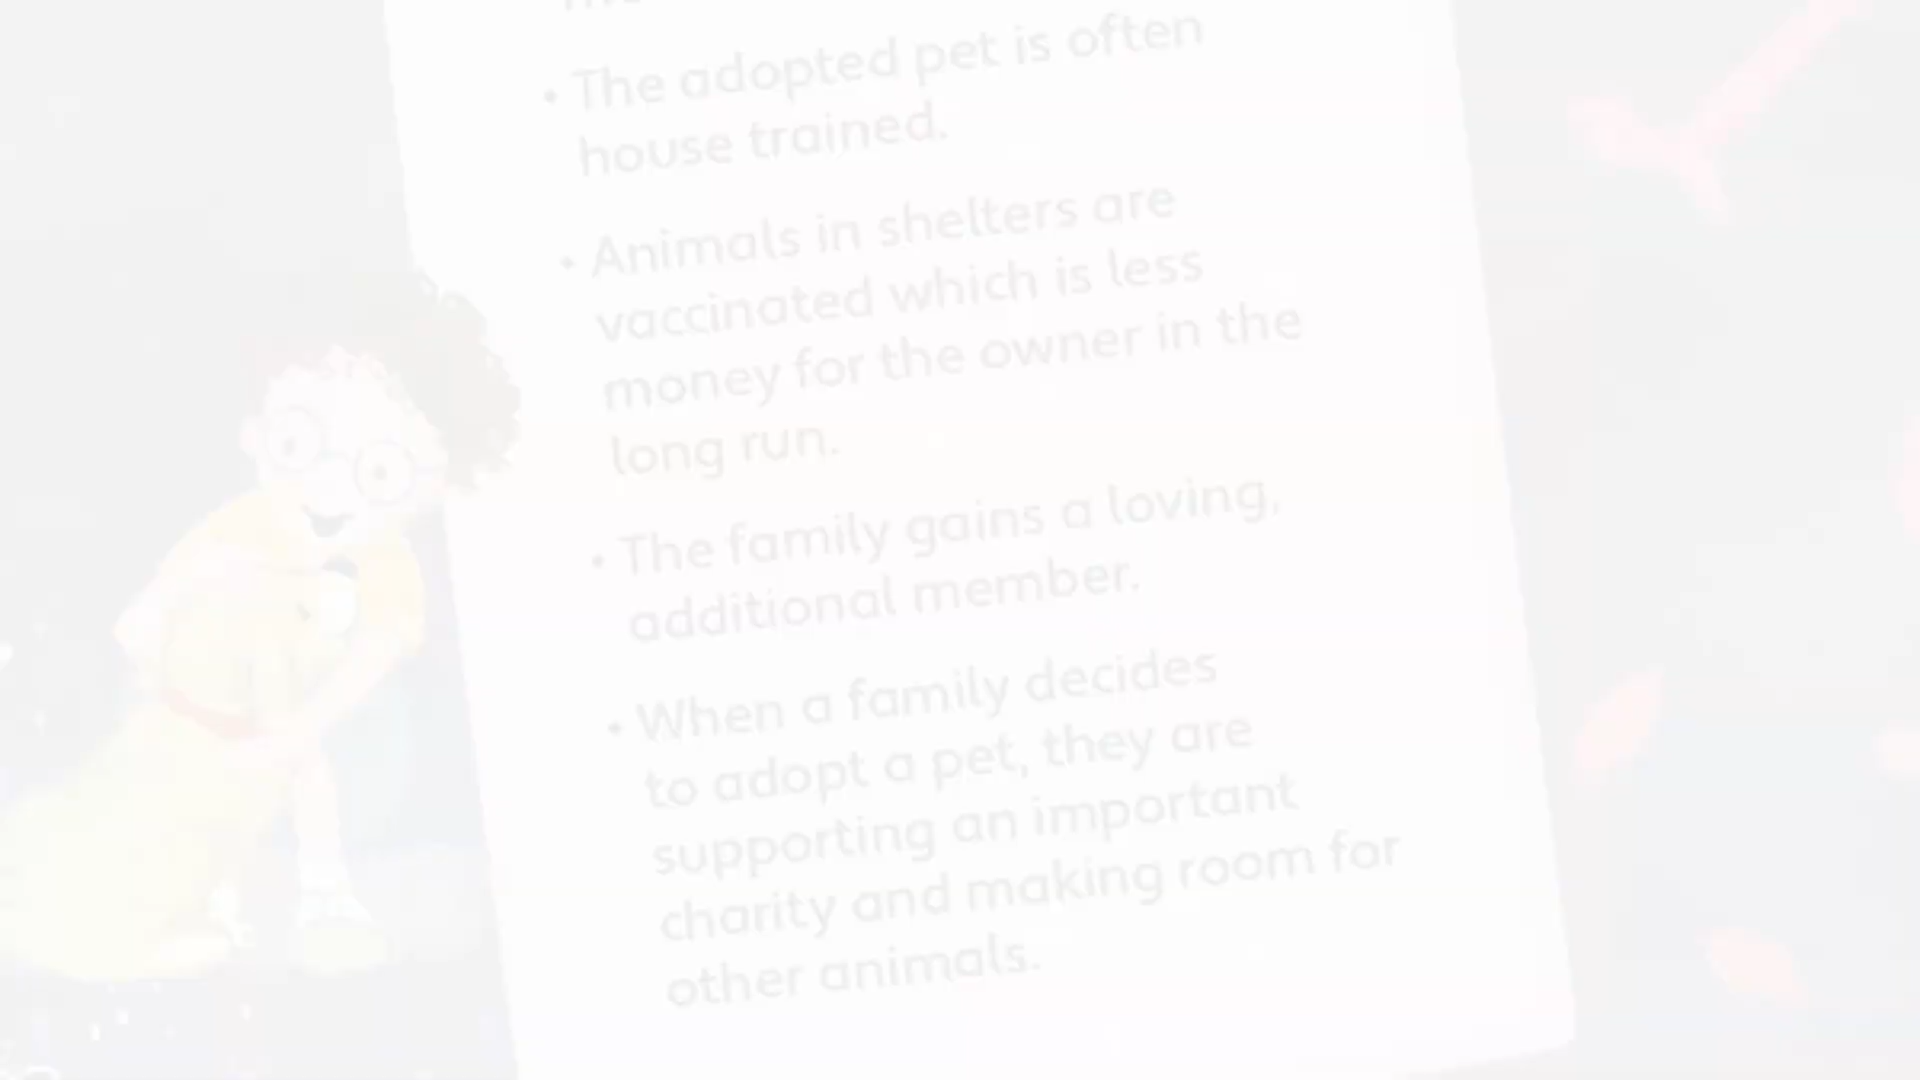 • The adopted pet is often
house trained.
• Animals in shelters are
vaccinated which is less
money for the owner in the
long run.
• The family gains a loving,
additional member.
• When a family decides
to adopt a pet, they are
supporting an important
charity and making room for
other animals.